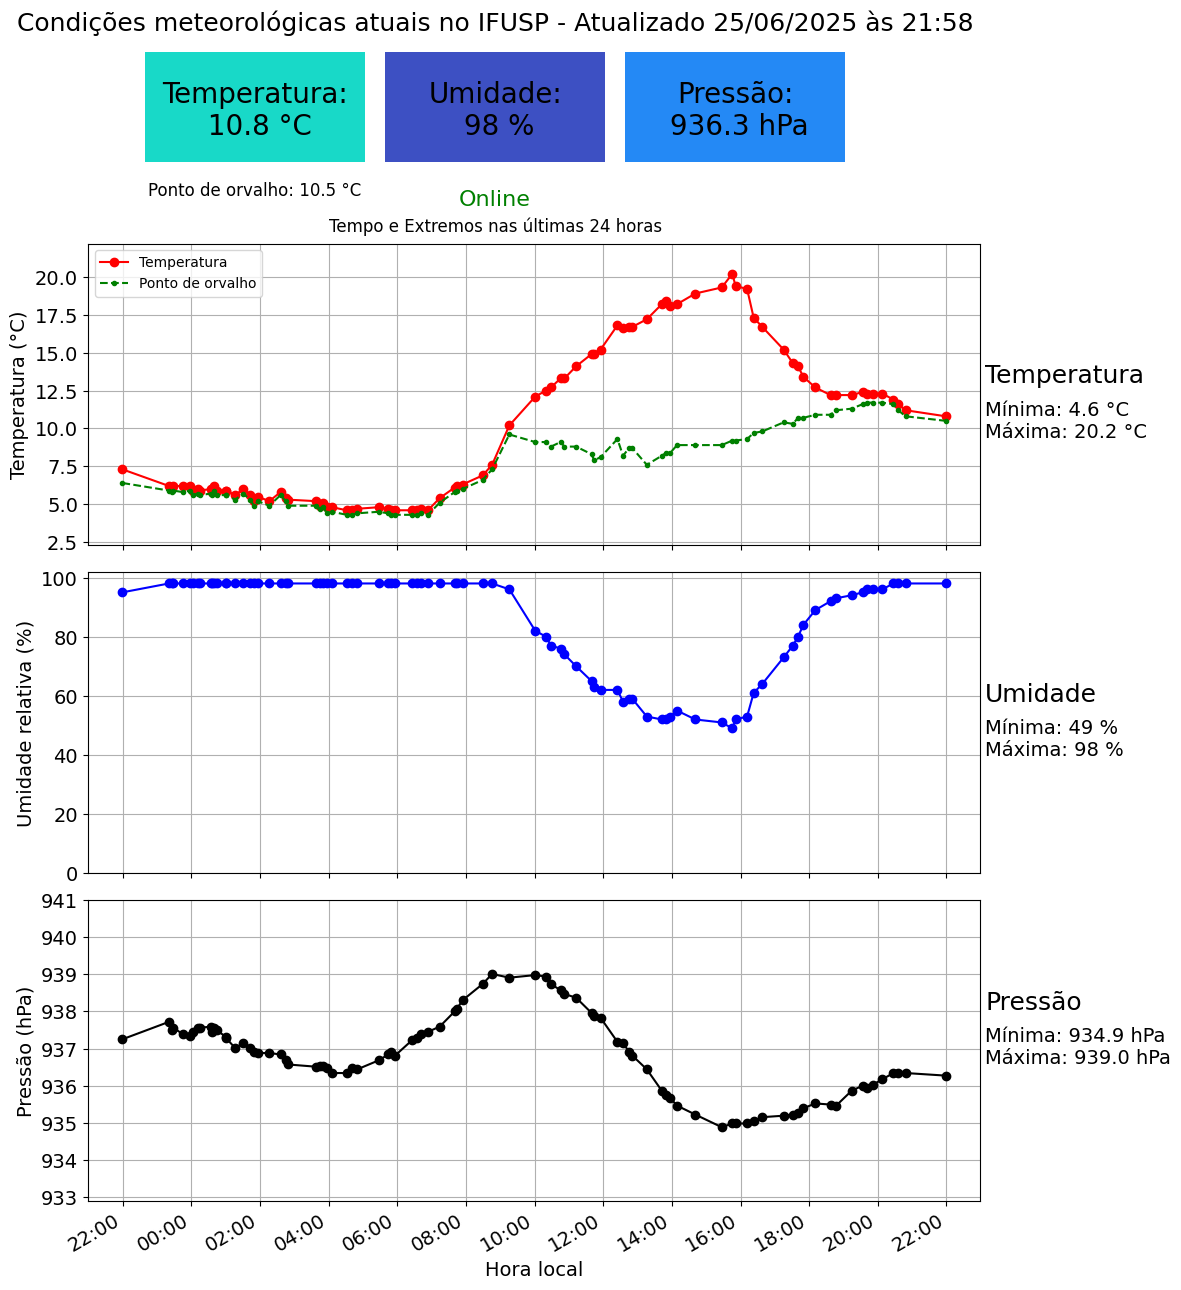 Condições meteorológicas atuais no IFUSP - Atualizado 25/06/2025 às 21:58
Temperatura:
10.8 °C
Umidade:
98 %
Pressão:
936.3 hPa
Ponto de orvalho: 10.5 °C
Online
Tempo e Extremos nas últimas 24 horas
Temperatura
Ponto de orvalho
Temperatura (°C)
20.0
17.5
15.0
12.5
10.0
7.5
5.0
2.5
Temperatura
Mínima: 4.6 °C
Máxima: 20.2 °C
Umidade relativa (%)
100
80
60
40
20
0
Umidade
Mínima: 49 %
Máxima: 98 %
Pressão (hPa)
941
940
939
938
937
936
935
934
933
Pressão
Mínima: 934.9 hPa
Máxima: 939.0 hPa
22:00
00:00
02:00
04:00
06:00
08:00
10:00
12:00
14:00
16:00
18:00
20:00
22:00
Hora local